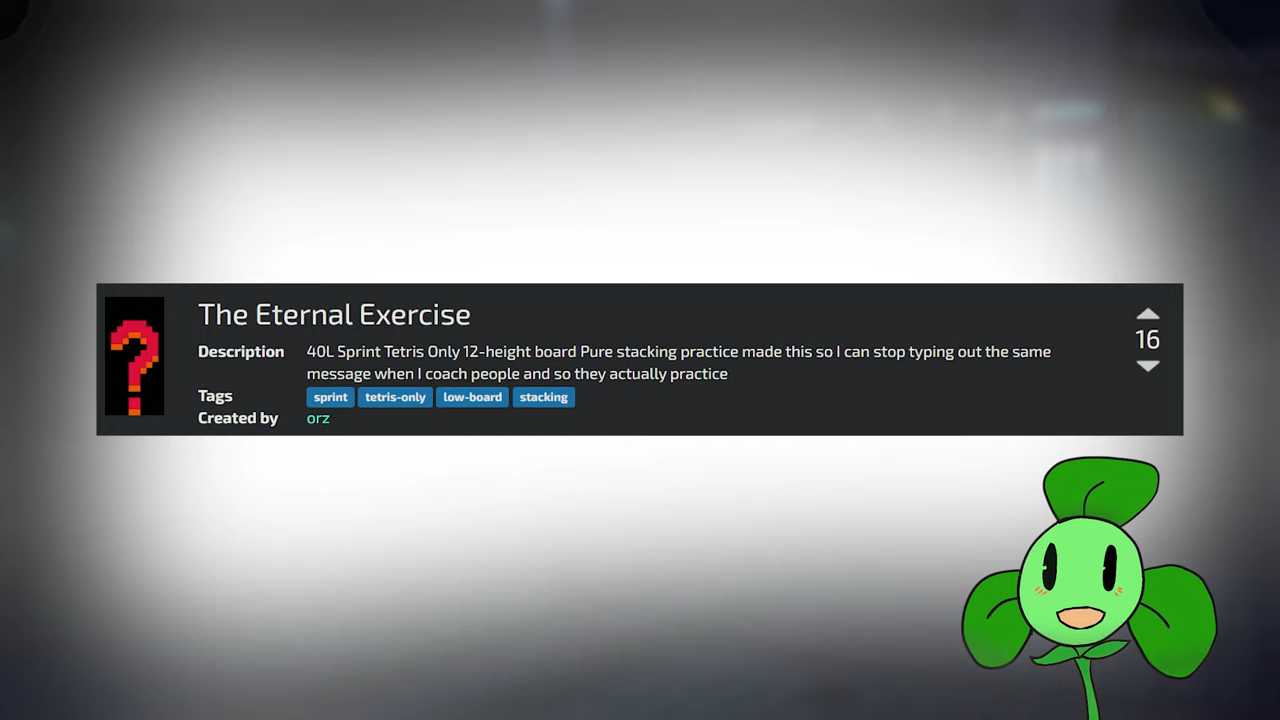 The Eternal Exercise
Description 40L Sprint Tetris Only 12-height board Pure stacking practice made this so I can stop typing out the same
message when I coach people and so they actually practice
16
Tags sprint tetris-only low-board stacking
Created by orz